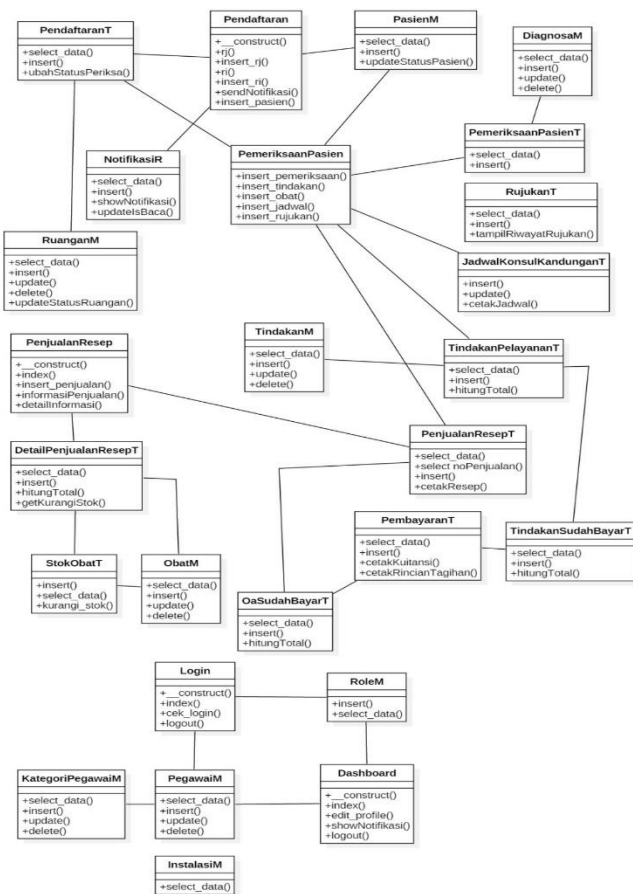 PendaftaranT
+select_data()
+insert()
+ubahStatusPeriksa()
Pendaftaran
+__construct()
+rj()
+insert_rj()
+ri()
+insert_ri()
+sendNotifikasi()
+insert_pasien()
PasienM
+select_data()
+insert()
+updateStatusPasien()
DiagnosaM
+select_data()
+insert()
+update()
+delete()
NotifikasiR
+select_data()
+insert()
+showNotifikasi()
+updateIsBaca()
PemeriksaanPasien
+insert_pemeriksaan()
+insert_tindakan()
+insert_obat()
+insert_jadwal()
+insert_rujukan()
PemeriksaanPasienT
+select_data()
+insert()
RujukanT
+select_data()
+insert()
+tampilRiwayatRujukan()
RuanganM
+select_data()
+insert()
+update()
+delete()
+updateStatusRuangan()
JadwalKonsulKandunganT
+insert()
+update()
+cetakJadwal()
PenjualanResep
+__construct()
+index()
+insert_penjualan()
+informasiPenjualan()
+detailInformasi()
TindakanM
+select_data()
+insert()
+update()
+delete()
TindakanPelayananT
+select_data()
+insert()
+hitungTotal()
DetailPenjualanResepT
+select_data()
+insert()
+hitungTotal()
+getKurangiStok()
PenjualanResepT
+select_data()
+select noPenjualan()
+insert()
+cetakResep()
PembayaranT
+select_data()
+insert()
+cetakKuitansi()
+cetakRincianTagihan()
TindakanSudahBayarT
+select_data()
+insert()
+hitungTotal()
StokObatT
+insert()
+select_data()
+kurangi_stok()
ObatM
+select_data()
+insert()
+update()
+delete()
OaSudahBayarT
+select_data()
+insert()
+hitungTotal()
Login
+__construct()
+index()
+cek_login()
+logout()
RoleM
+insert()
+select_data()
KategoriPegawaiM
+select_data()
+insert()
+update()
+delete()
PegawaiM
+select_data()
+insert()
+update()
+delete()
Dashboard
+__construct()
+index()
+edit_profile()
+showNotifikasi()
+logout()
InstalasiM
+select_data()